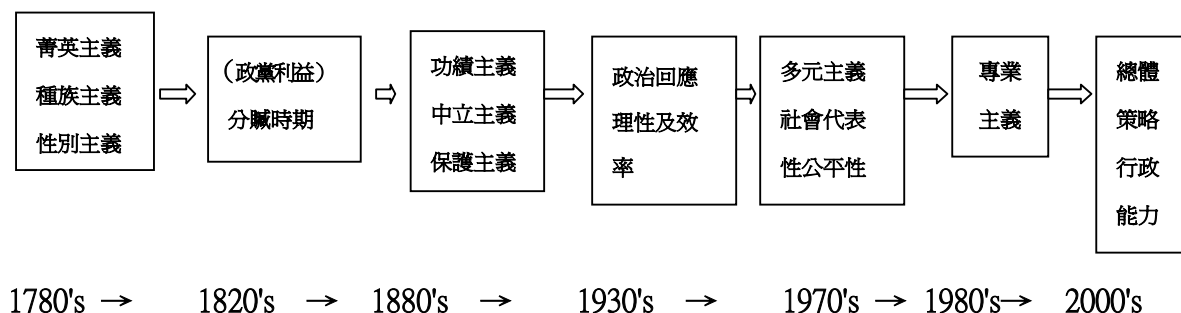 菁英主義
種族主義
性別主義
（政黨利益）
分贓時期
功績主義
中立主義
保護主義
政治回應
理性及效
率
多元主義
社會代表
性公平性
專業
主義
總體
策略
行政
能力
1780's → 1820's → 1880's → 1930's → 1970's → 1980's→ 2000's